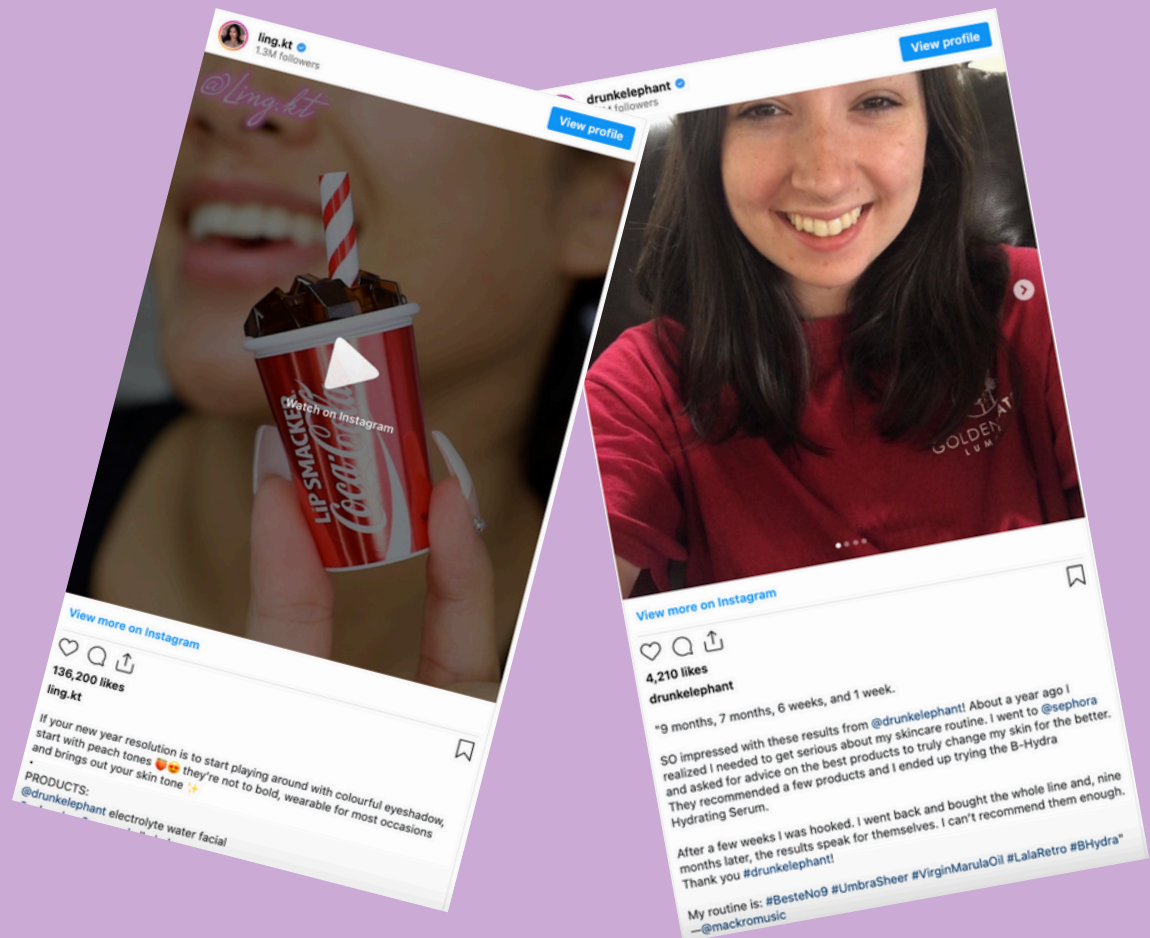 ling.kt
1.3M followers
View profile
@Ling.kt
LiP SMACKER
Coca-Cola
Watch on Instagram
View more on Instagram
136,200 likes
ling.kt
If your new year resolution is to start playing around with colourful eyeshadow,
start with peach tones 🍑😍 they're not to bold, wearable for most occasions
and brings out your skin tone ✨
•
PRODUCTS:
@drunkelephant electrolyte water facial
drunkelephant
followers
View profile
GOLDEN
View more on Instagram
4,210 likes
drunkelephant
"9 months, 7 months, 6 weeks, and 1 week.
SO impressed with these results from @drunkelephant! About a year ago I
realized I needed to get serious about my skincare routine. I went to @sephora
and asked for advice on the best products to truly change my skin for the better.
They recommended a few products and I ended up trying the B-Hydra
Hydrating Serum.
After a few weeks I was hooked. I went back and bought the whole line and, nine
months later, the results speak for themselves. I can't recommend them enough.
Thank you #drunkelephant!
My routine is: #BesteNo9 #UmbraSheer #VirginMarulaOil #LalaRetro #BHydra"
—@mackromusic